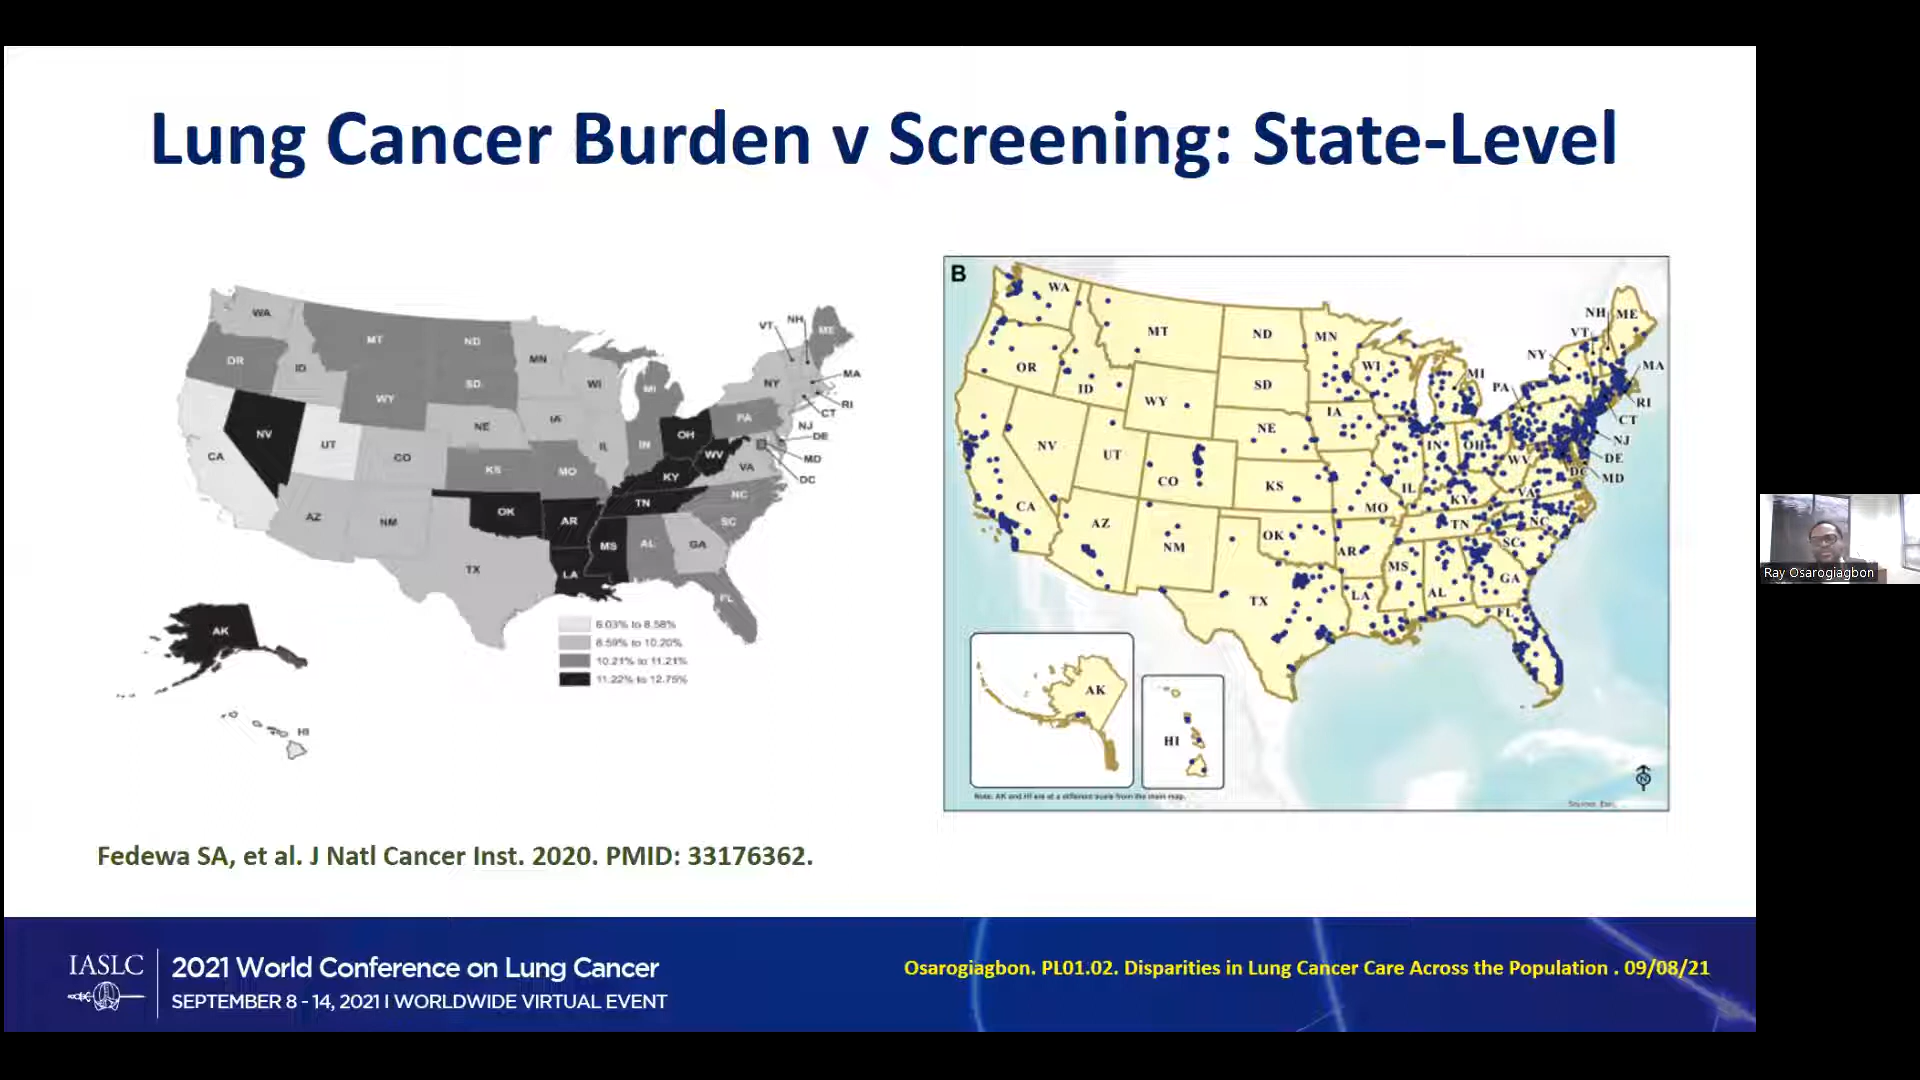 Lung Cancer Burden v Screening: State-Level
WA
MT
ND
OR
ID
SD
WY
MN
WI
MI
VT
NH
ME
NY
MA
RI
CT
NJ
DE
MD
DC
PA
NE
IA
IL
IN
OH
WV
VA
KY
NV
UT
CO
CA
KS
MO
TN
NC
SC
AZ
NM
OK
AR
MS
AL
GA
LA
TX
FL
AK
HI
6.03% to 8.58%
8.59% to 10.20%
10.21% to 11.21%
11.22% to 12.75%
B
WA
MT
ND
MN
OR
ID
SD
WY
WI
MI
NH
ME
VT
NY
MA
PA
RI
CT
NJ
DE
DC
MD
IA
NE
IN
OH
WV
IL
NV
UT
CO
CA
KS
MO
KY
VA
TN
NC
SC
AZ
NM
OK
AR
MS
AL
GA
LA
TX
FL
AK
HI
Note: AK and HI are at a different scale from the main map.
Source: Esri,
N
Fedewa SA, et al. J Natl Cancer Inst. 2020. PMID: 33176362.
IASLC
2021 World Conference on Lung Cancer
SEPTEMBER 8 - 14, 2021 I WORLDWIDE VIRTUAL EVENT
Osarogiagbon. PL01.02. Disparities in Lung Cancer Care Across the Population . 09/08/21
Ray Osarogiagbon